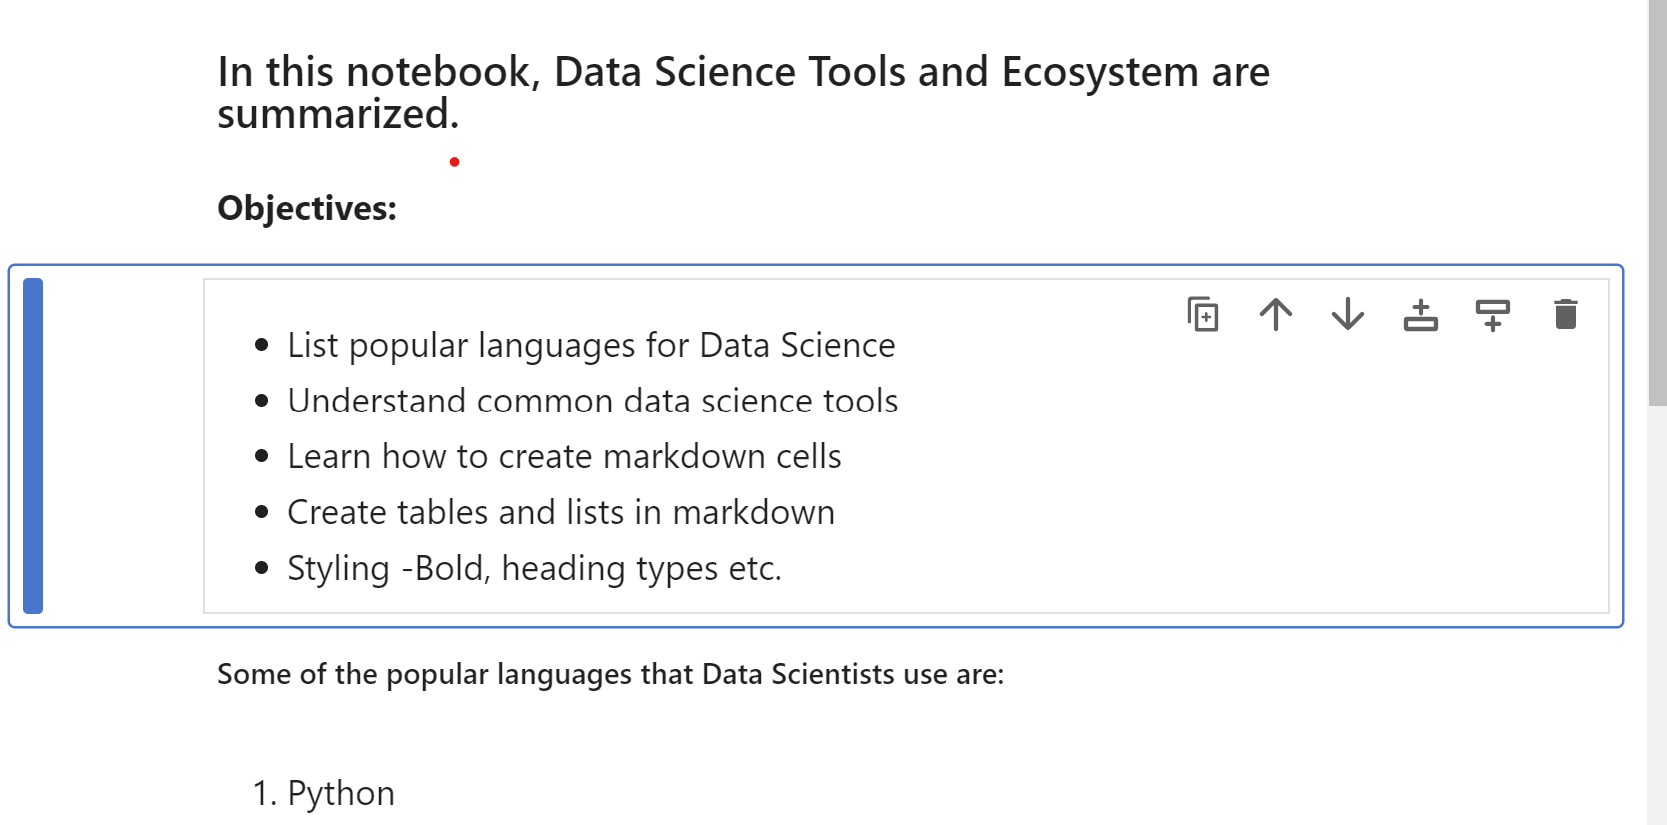 In this notebook, Data Science Tools and Ecosystem are
summarized.
Objectives:
• List popular languages for Data Science
• Understand common data science tools
• Learn how to create markdown cells
• Create tables and lists in markdown
• Styling -Bold, heading types etc.
Some of the popular languages that Data Scientists use are:
1. Python